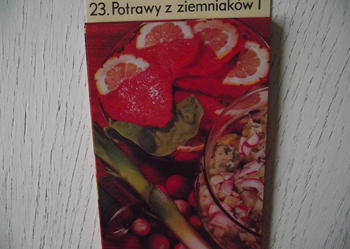 23. Potrawy z ziemniaków I